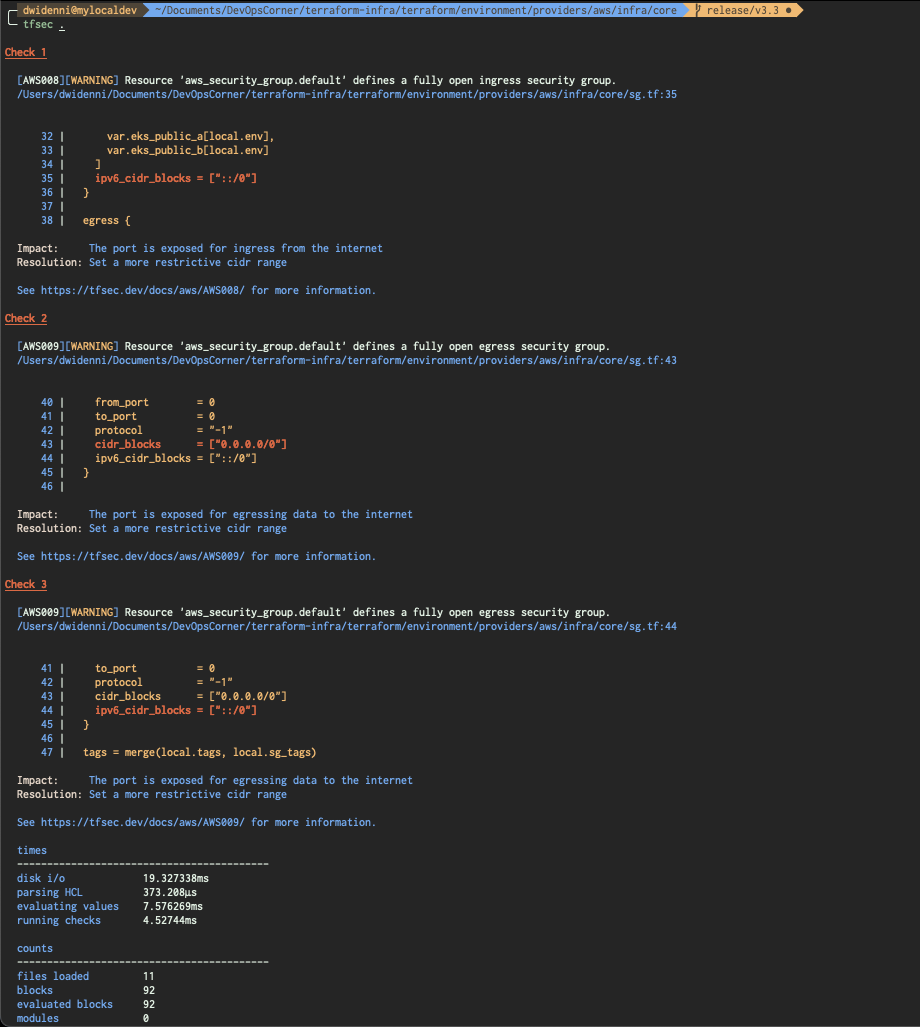 dwidenni@mylocaldev ~/Documents/DevOpsCorner/terraform-infra/terraform/environment/providers/aws/infra/core release/v3.3 ●
tfsec .
Check 1
[AWS008][WARNING] Resource 'aws_security_group.default' defines a fully open ingress security group.
/Users/dwidenni/Documents/DevOpsCorner/terraform-infra/terraform/environment/providers/aws/infra/core/sg.tf:35
32 | var.eks_public_a[local.env],
33 | var.eks_public_b[local.env]
34 | ]
35 | ipv6_cidr_blocks = ["::/0"]
36 | }
37 |
38 | egress {
Impact: The port is exposed for ingress from the internet
Resolution: Set a more restrictive cidr range
See https://tfsec.dev/docs/aws/AWS008/ for more information.
Check 2
[AWS009][WARNING] Resource 'aws_security_group.default' defines a fully open egress security group.
/Users/dwidenni/Documents/DevOpsCorner/terraform-infra/terraform/environment/providers/aws/infra/core/sg.tf:43
40 | from_port = 0
41 | to_port = 0
42 | protocol = "-1"
43 | cidr_blocks = ["0.0.0.0/0"]
44 | ipv6_cidr_blocks = ["::/0"]
45 | }
46 |
Impact: The port is exposed for egressing data to the internet
Resolution: Set a more restrictive cidr range
See https://tfsec.dev/docs/aws/AWS009/ for more information.
Check 3
[AWS009][WARNING] Resource 'aws_security_group.default' defines a fully open egress security group.
/Users/dwidenni/Documents/DevOpsCorner/terraform-infra/terraform/environment/providers/aws/infra/core/sg.tf:44
41 | to_port = 0
42 | protocol = "-1"
43 | cidr_blocks = ["0.0.0.0/0"]
44 | ipv6_cidr_blocks = ["::/0"]
45 | }
46 |
47 | tags = merge(local.tags, local.sg_tags)
Impact: The port is exposed for egressing data to the internet
Resolution: Set a more restrictive cidr range
See https://tfsec.dev/docs/aws/AWS009/ for more information.
times
------------------------------------------
disk i/o 19.327338ms
parsing HCL 373.208µs
evaluating values 7.576269ms
running checks 4.52744ms
counts
------------------------------------------
files loaded 11
blocks 92
evaluated blocks 92
modules 0